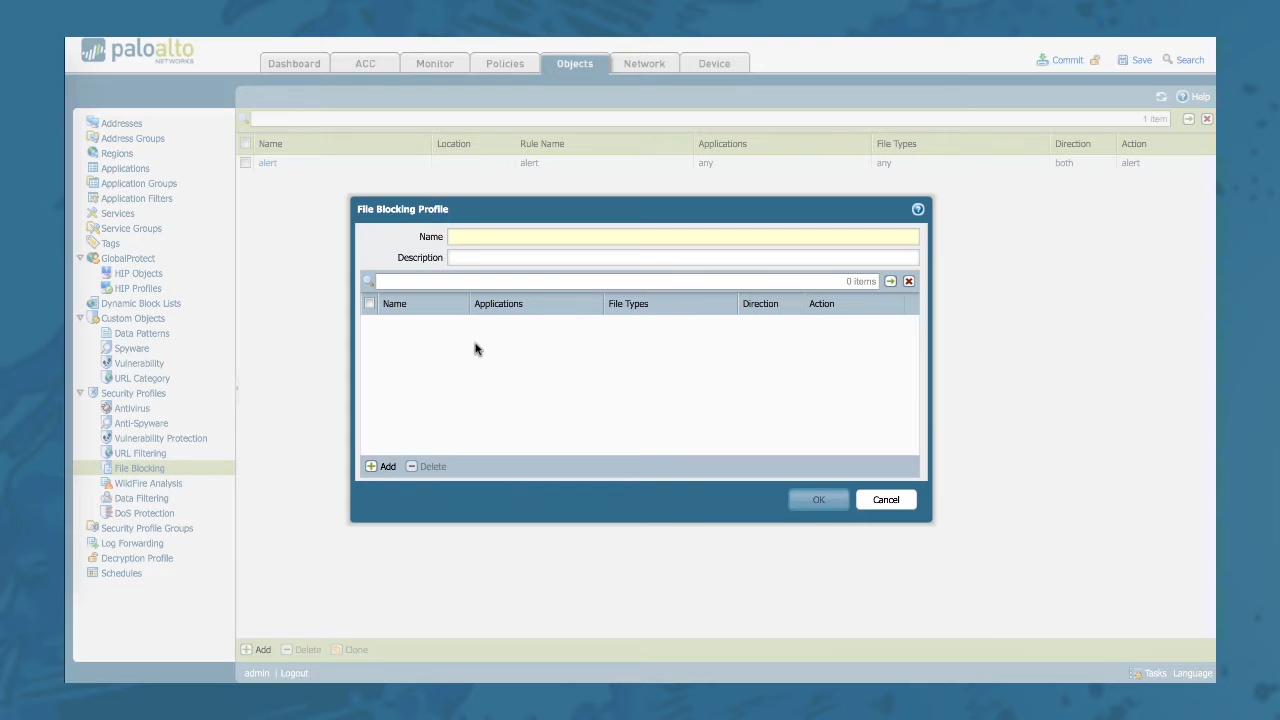 paloalto
NETWORKS
Dashboard ACC Monitor Policies Objects Network Device
Commit Save Search
Help
1 item
Name Location Rule Name Applications File Types Direction Action
alert alert any any both alert
Addresses
Address Groups
Regions
Applications
Application Groups
Application Filters
Services
Service Groups
Tags
GlobalProtect
HIP Objects
HIP Profiles
Dynamic Block Lists
Custom Objects
Data Patterns
Spyware
Vulnerability
URL Category
Security Profiles
Antivirus
Anti-Spyware
Vulnerability Protection
URL Filtering
File Blocking
WildFire Analysis
Data Filtering
DoS Protection
Security Profile Groups
Log Forwarding
Decryption Profile
Schedules
File Blocking Profile
Name
Description
0 items
Name Applications File Types Direction Action
Add Delete
OK Cancel
Add Delete Clone
admin | Logout
Tasks Language